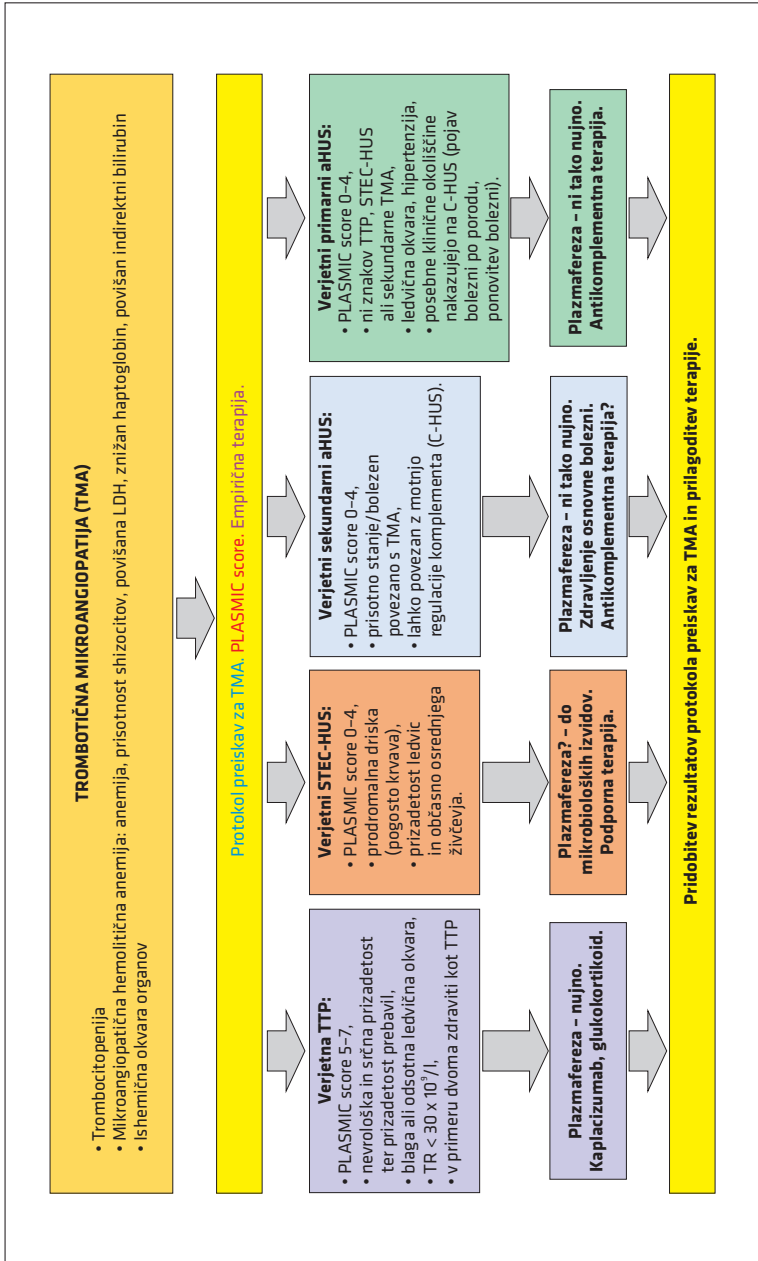 TROMBOTIČNA MIKROANGIOPATIJA (TMA)
• Trombocitopenija
• Mikroangiopatična hemolitična anemija: anemija, prisotnost shizocitov, povišana LDH, znižan haptoglobin, povišan indirektni bilirubin
• Ishemična okvara organov
Protokol preiskav za TMA. PLASMIC score. Empirična terapija.
Verjetna TTP:
• PLASMIC score 5–7,
• nevrološka in srčna prizadetost
ter prizadetost prebavil,
• blaga ali odsotna ledvična okvara,
• TR < 30 x 10⁹/l,
• v primeru dvoma zdraviti kot TTP
Verjetni STEC-HUS:
• PLASMIC score 0–4,
• prodromalna driska
(pogosto krvava),
• prizadetost ledvic
in občasno osrednjega
živčevja.
Verjetni sekundarni aHUS:
• PLASMIC score 0–4,
• prisotno stanje/bolezen
povezano s TMA,
• lahko povezan z motnjo
regulacije komplementa (C-HUS).
Verjetni primarni aHUS:
• PLASMIC score 0–4,
• ni znakov TTP, STEC-HUS
ali sekundarne TMA,
• ledvična okvara, hipertenzija,
• posebne klinične okoliščine
nakazujejo na C-HUS (pojav
bolezni po porodu,
ponovitev bolezni).
Plazmafereza – nujno.
Kaplacizumab, glukokortikoid.
Plazmafereza? – do
mikrobioloških izvidov.
Podporna terapija.
Plazmafereza – ni tako nujno.
Zdravljenje osnovne bolezni.
Antikomplementna terapija?
Plazmafereza – ni tako nujno.
Antikomplementna terapija.
Pridobitev rezultatov protokola preiskav za TMA in prilagoditev terapije.